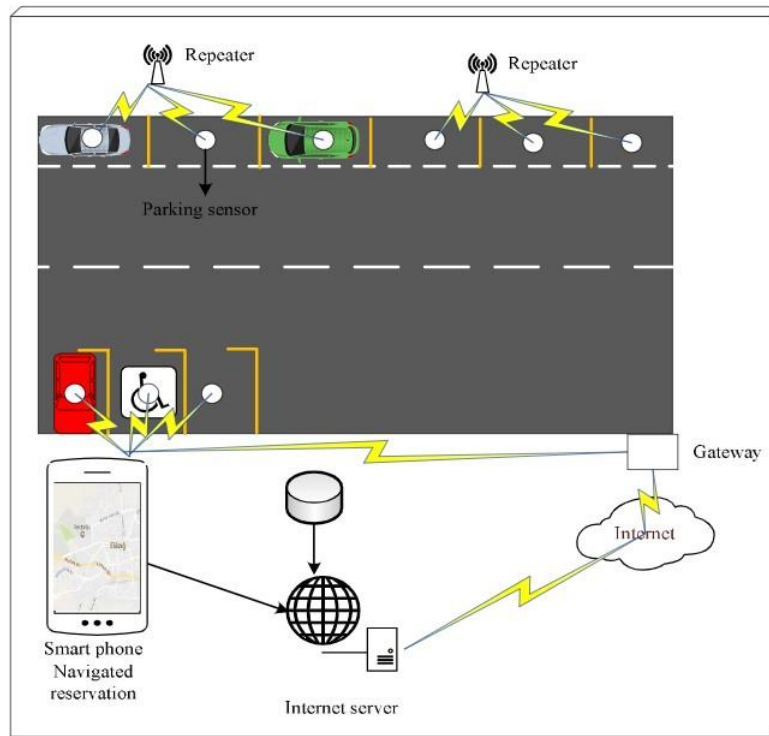 Repeater
Repeater
Parking sensor
Gateway
Internet
Smart phone
Navigated
reservation
Internet server